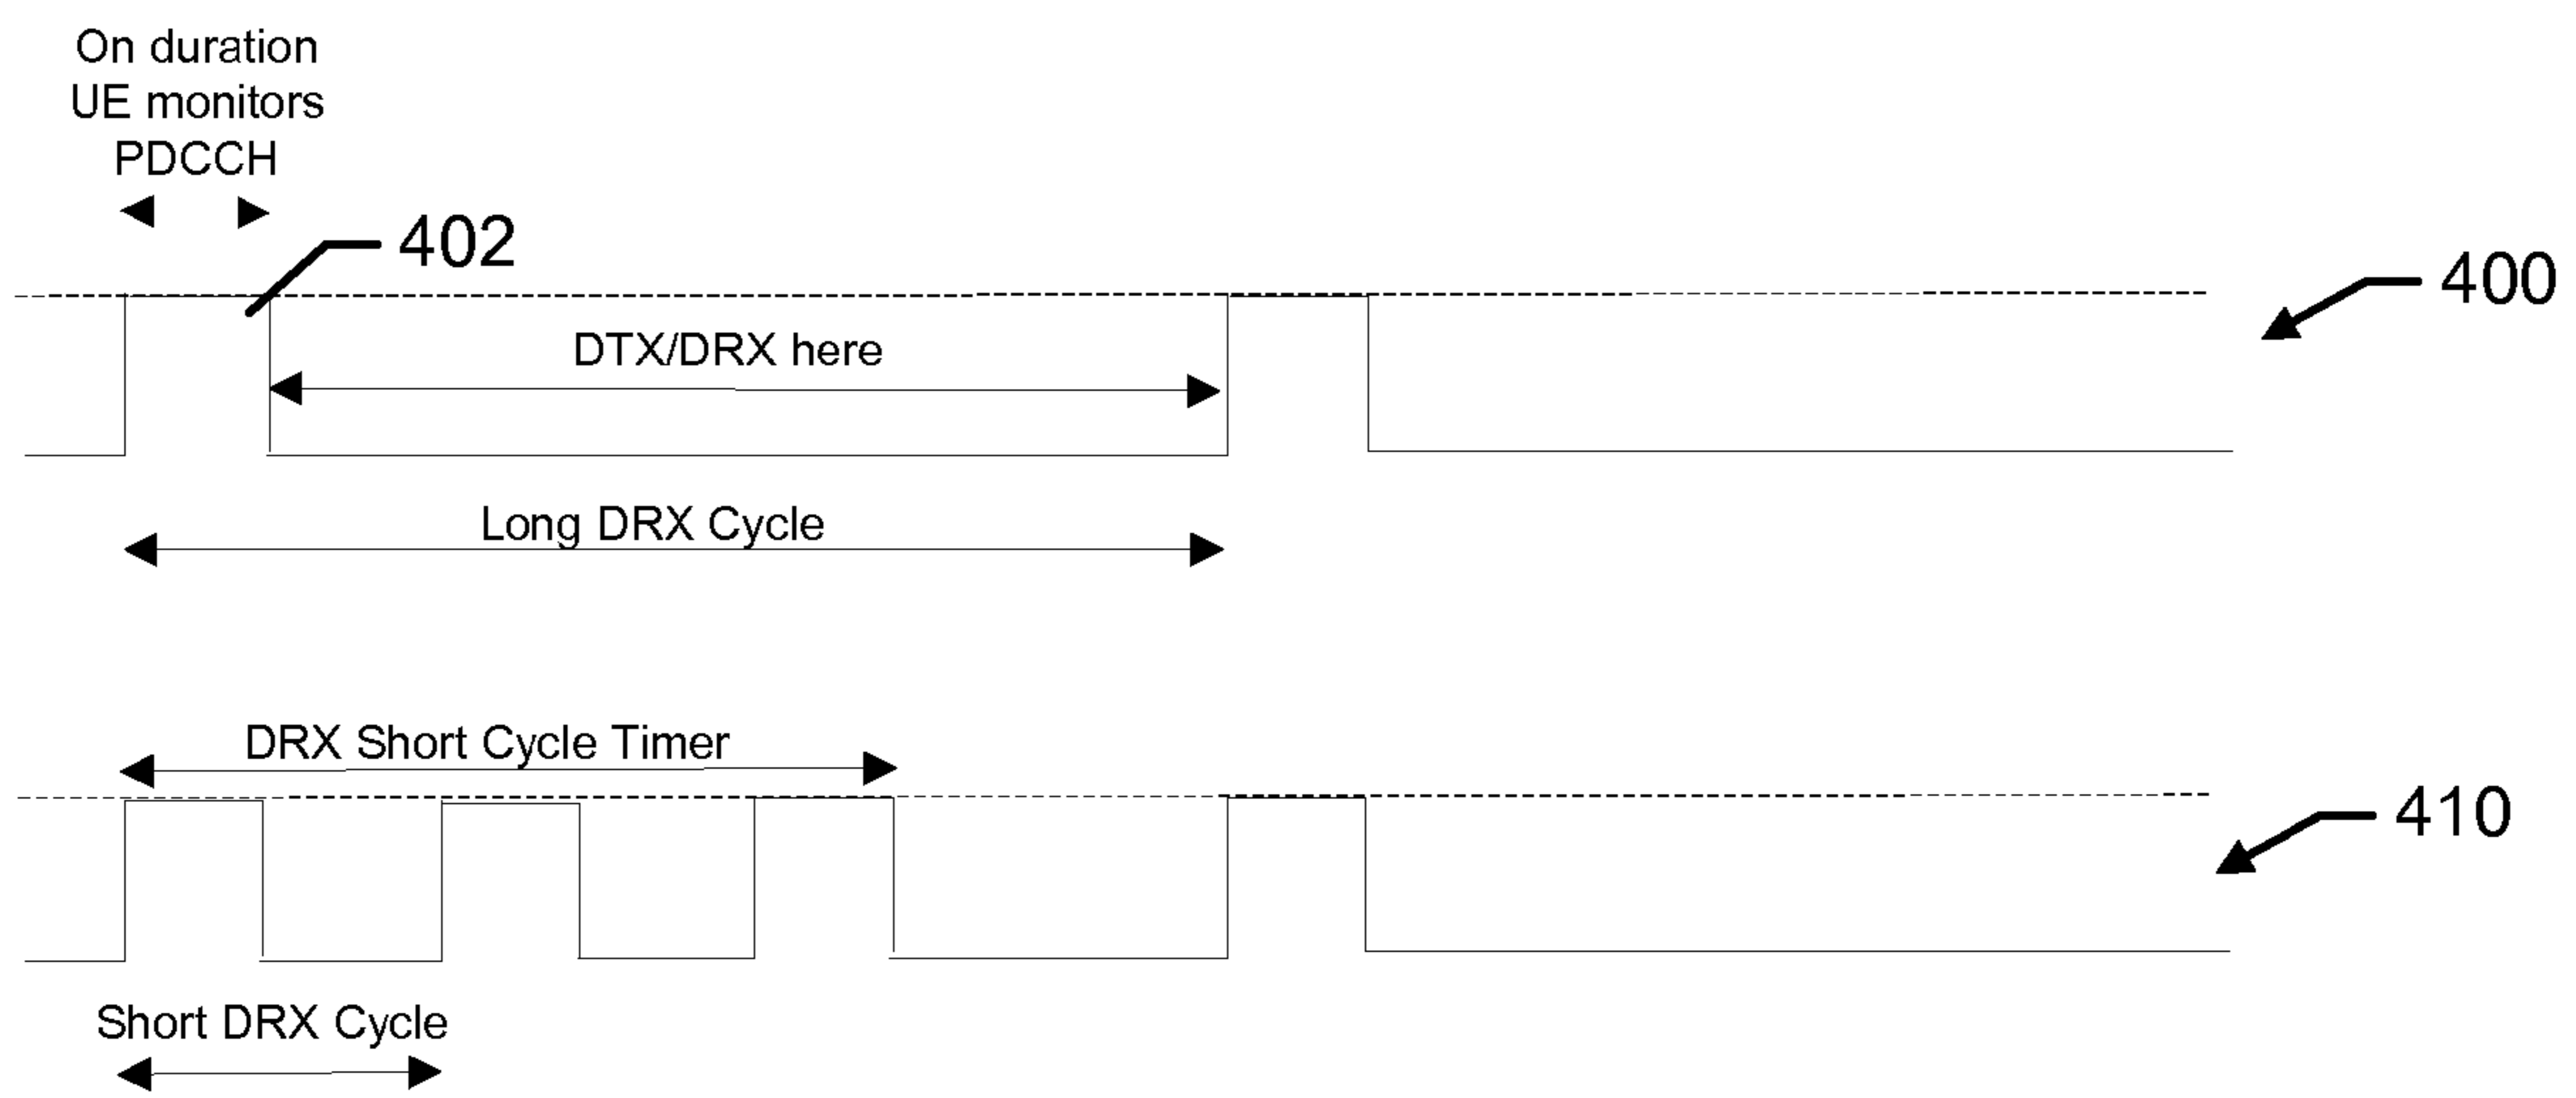 On duration
UE monitors
PDCCH
402
400
DTX/DRX here
Long DRX Cycle
DRX Short Cycle Timer
410
Short DRX Cycle